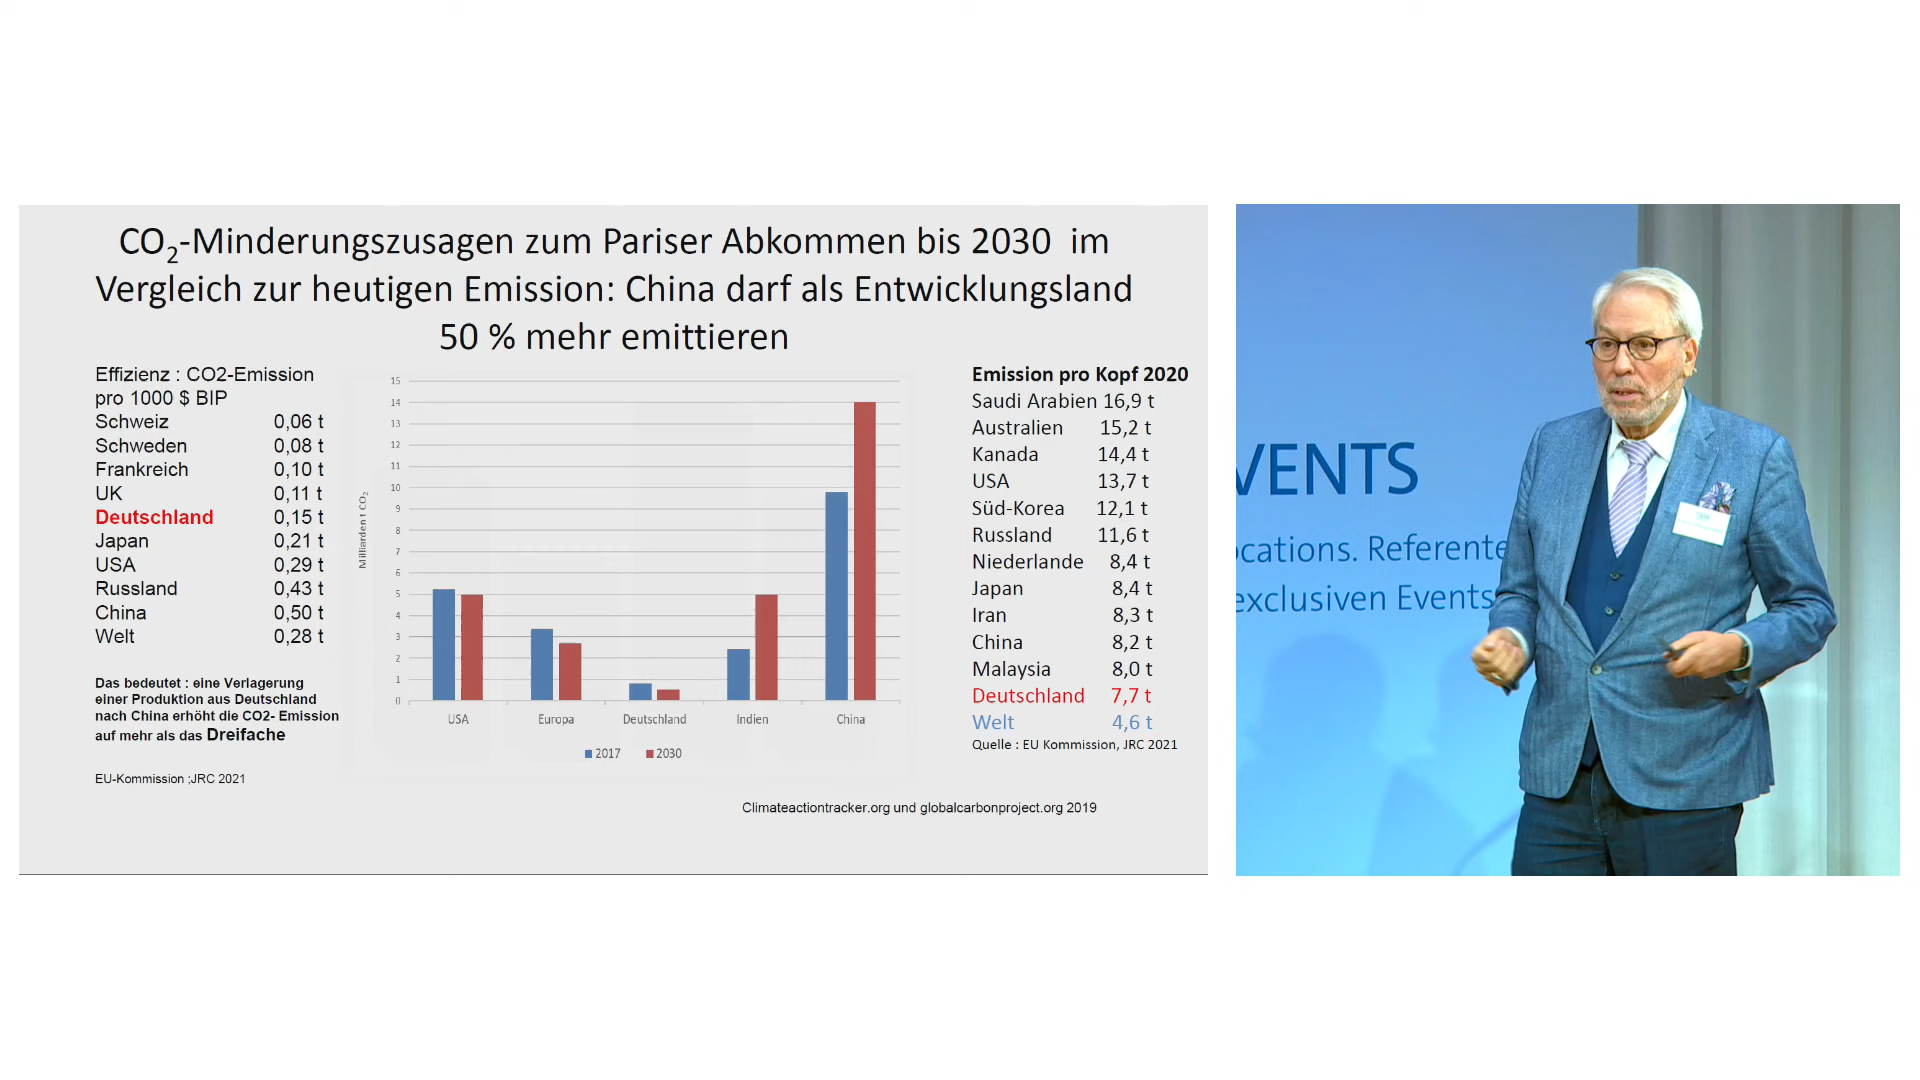 CO2-Minderungszusagen zum Pariser Abkommen bis 2030 im
Vergleich zur heutigen Emission: China darf als Entwicklungsland
50 % mehr emittieren
Effizienz : CO2-Emission
pro 1000 $ BIP
Schweiz 0,06 t
Schweden 0,08 t
Frankreich 0,10 t
UK 0,11 t
Deutschland 0,15 t
Japan 0,21 t
USA 0,29 t
Russland 0,43 t
China 0,50 t
Welt 0,28 t
Das bedeutet : eine Verlagerung
einer Produktion aus Deutschland
nach China erhöht die CO2- Emission
auf mehr als das Dreifache
EU-Kommission ;JRC 2021
Milliarden t CO2
15
14
13
12
11
10
9
8
7
6
5
4
3
2
1
0
USA Europa Deutschland Indien China
2017 2030
Climateactiontracker.org und globalcarbonproject.org 2019
Emission pro Kopf 2020
Saudi Arabien 16,9 t
Australien 15,2 t
Kanada 14,4 t
USA 13,7 t
Süd-Korea 12,1 t
Russland 11,6 t
Niederlande 8,4 t
Japan 8,4 t
Iran 8,3 t
China 8,2 t
Malaysia 8,0 t
Deutschland 7,7 t
Welt 4,6 t
Quelle : EU Kommission, JRC 2021
VENTS
ocations. Referente
exclusiven Events